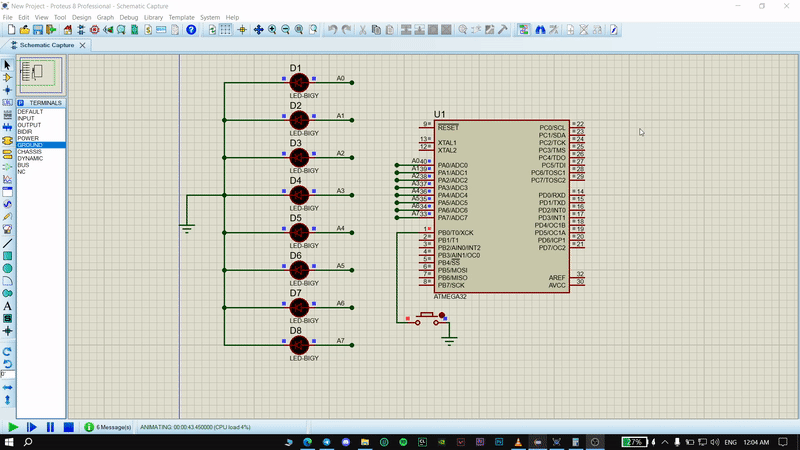 New Project - Proteus 8 Professional - Schematic Capture
File Edit View Tool Design Graph Debug Library Template System Help
Schematic Capture
P TERMINALS
DEFAULT
INPUT
OUTPUT
BIDIR
POWER
GROUND
CHASSIS
DYNAMIC
BUS
NC
D1
A0
LED-BIGY
D2
A1
LED-BIGY
D3
A2
LED-BIGY
D4
A3
LED-BIGY
D5
A4
LED-BIGY
D6
A5
LED-BIGY
D7
A6
LED-BIGY
D8
A7
LED-BIGY
U1
9 RESET PC0/SCL 22
PC1/SDA 23
13 XTAL1 PC2/TCK 24
12 XTAL2 PC3/TMS 25
PC4/TDO 26
A0 40 PA0/ADC0 PC5/TDI 27
A1 39 PA1/ADC1 PC6/TOSC1 28
A2 38 PA2/ADC2 PC7/TOSC2 29
A3 37 PA3/ADC3
A4 36 PA4/ADC4 PD0/RXD 14
A5 35 PA5/ADC5 PD1/TXD 15
A6 34 PA6/ADC6 PD2/INT0 16
A7 33 PA7/ADC7 PD3/INT1 17
PD4/OC1B 18
1 PB0/T0/XCK PD5/OC1A 19
2 PB1/T1 PD6/ICP1 20
3 PB2/AIN0/INT2 PD7/OC2 21
4 PB3/AIN1/OC0
5 PB4/SS
6 PB5/MOSI
7 PB6/MISO AREF 32
8 PB7/SCK AVCC 30
ATMEGA32
0°
6 Message(s)
ANIMATING: 00:00:43.450000 (CPU load 4%)
27%
ENG
12:04 AM